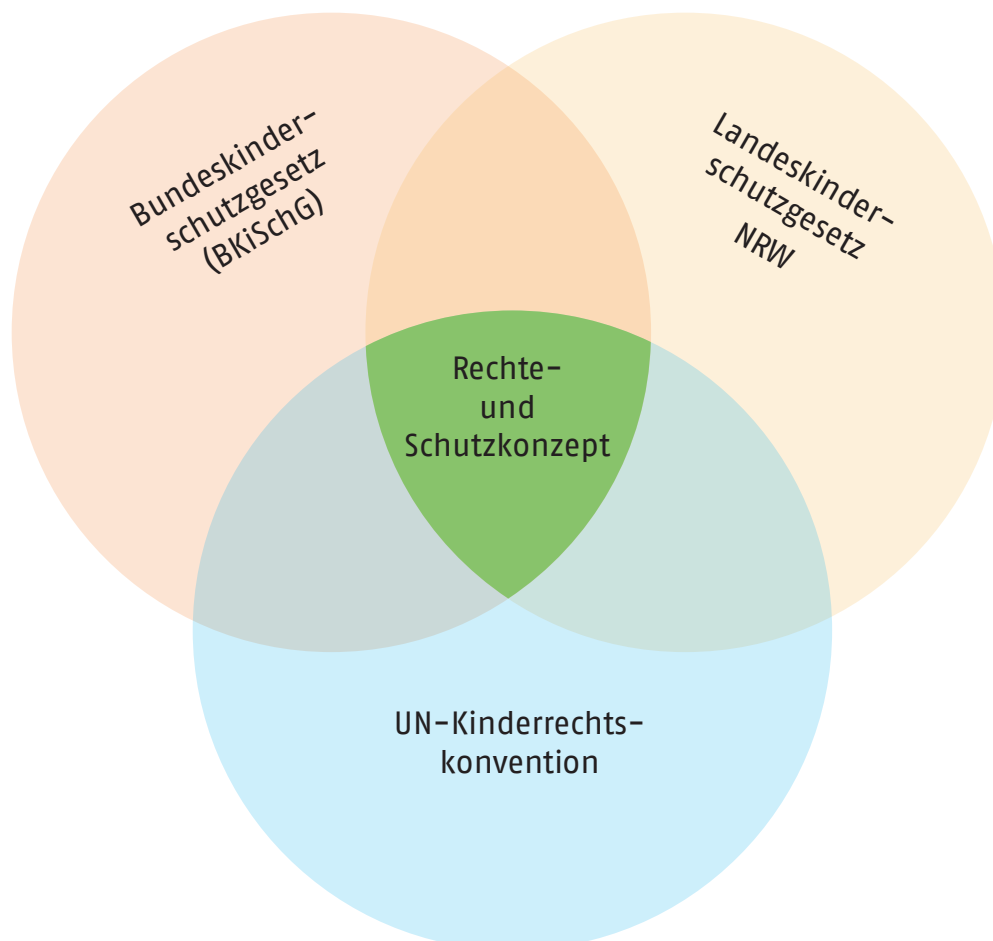 Bundeskinder-
schutzgesetz
(BKiSchG)
Landeskinder-
schutzgesetz
NRW
Rechte-
und
Schutzkonzept
UN-Kinderrechts-
konvention